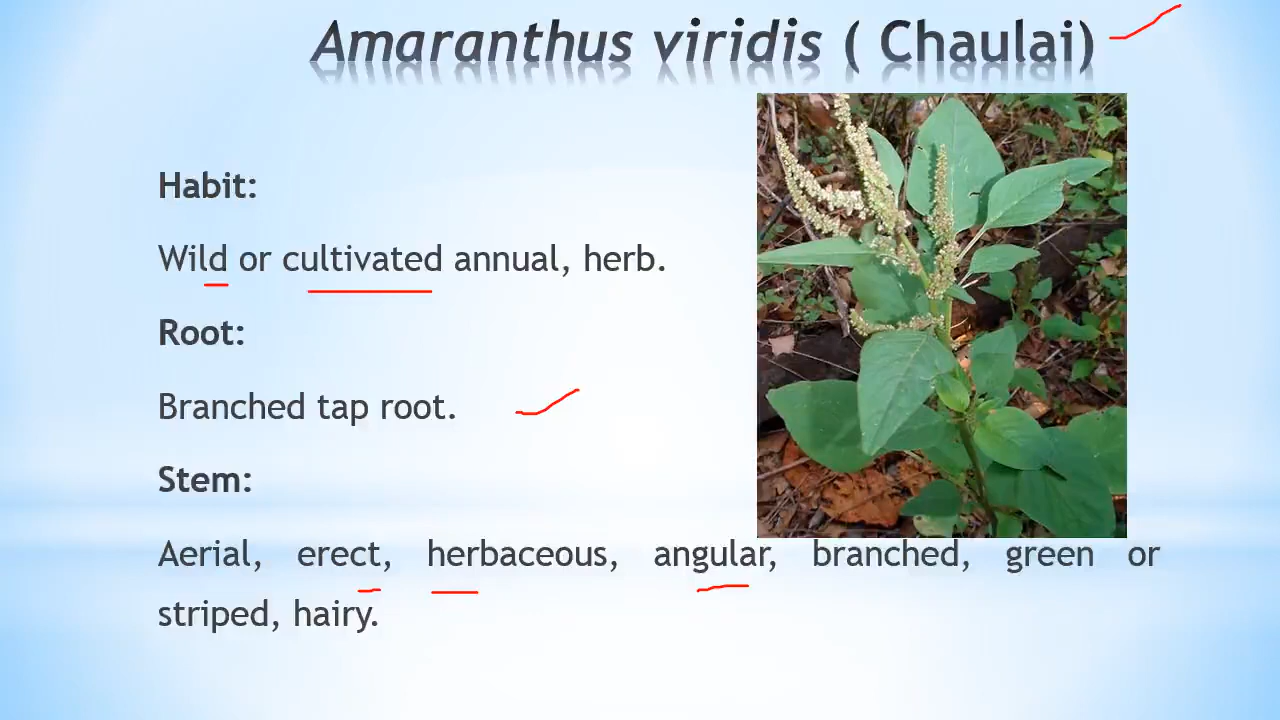 Amaranthus viridis ( Chaulai)
Habit:
Wild or cultivated annual, herb.
Root:
Branched tap root.
Stem:
Aerial, erect, herbaceous, angular, branched, green or
striped, hairy.